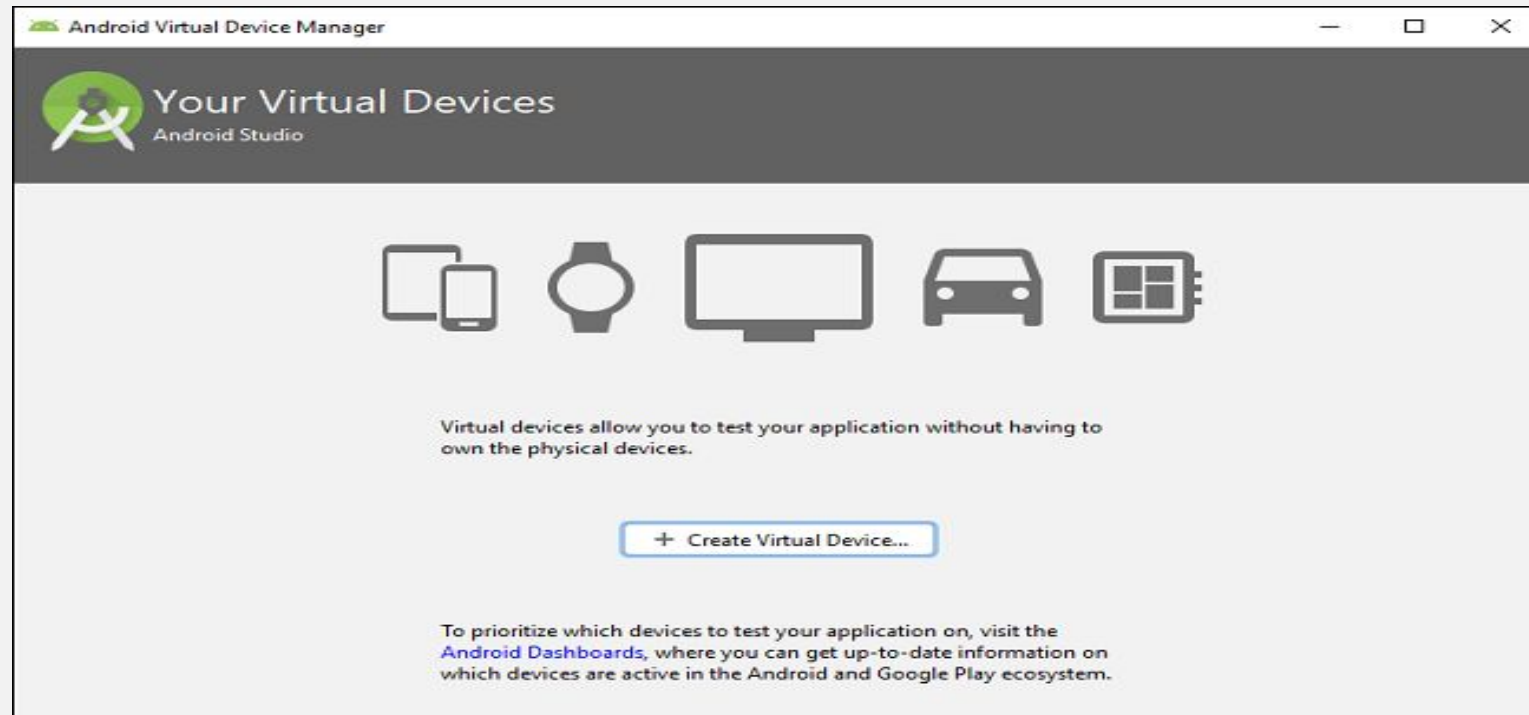 Android Virtual Device Manager
Your Virtual Devices
Android Studio
Virtual devices allow you to test your application without having to
own the physical devices.
+ Create Virtual Device...
To prioritize which devices to test your application on, visit the
Android Dashboards, where you can get up-to-date information on
which devices are active in the Android and Google Play ecosystem.